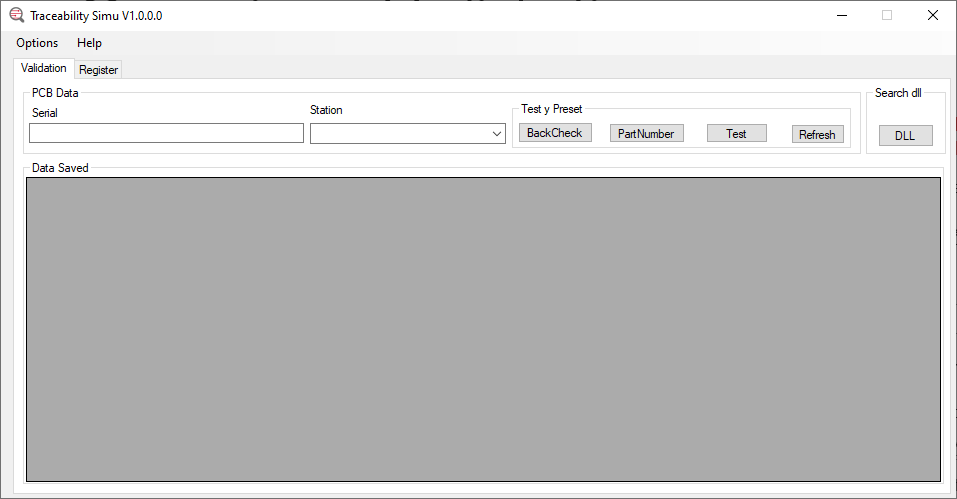 Traceability Simu V1.0.0.0
Options Help
Validation Register
PCB Data Search dll
Serial Station Test y Preset
BackCheck PartNumber Test Refresh DLL
Data Saved